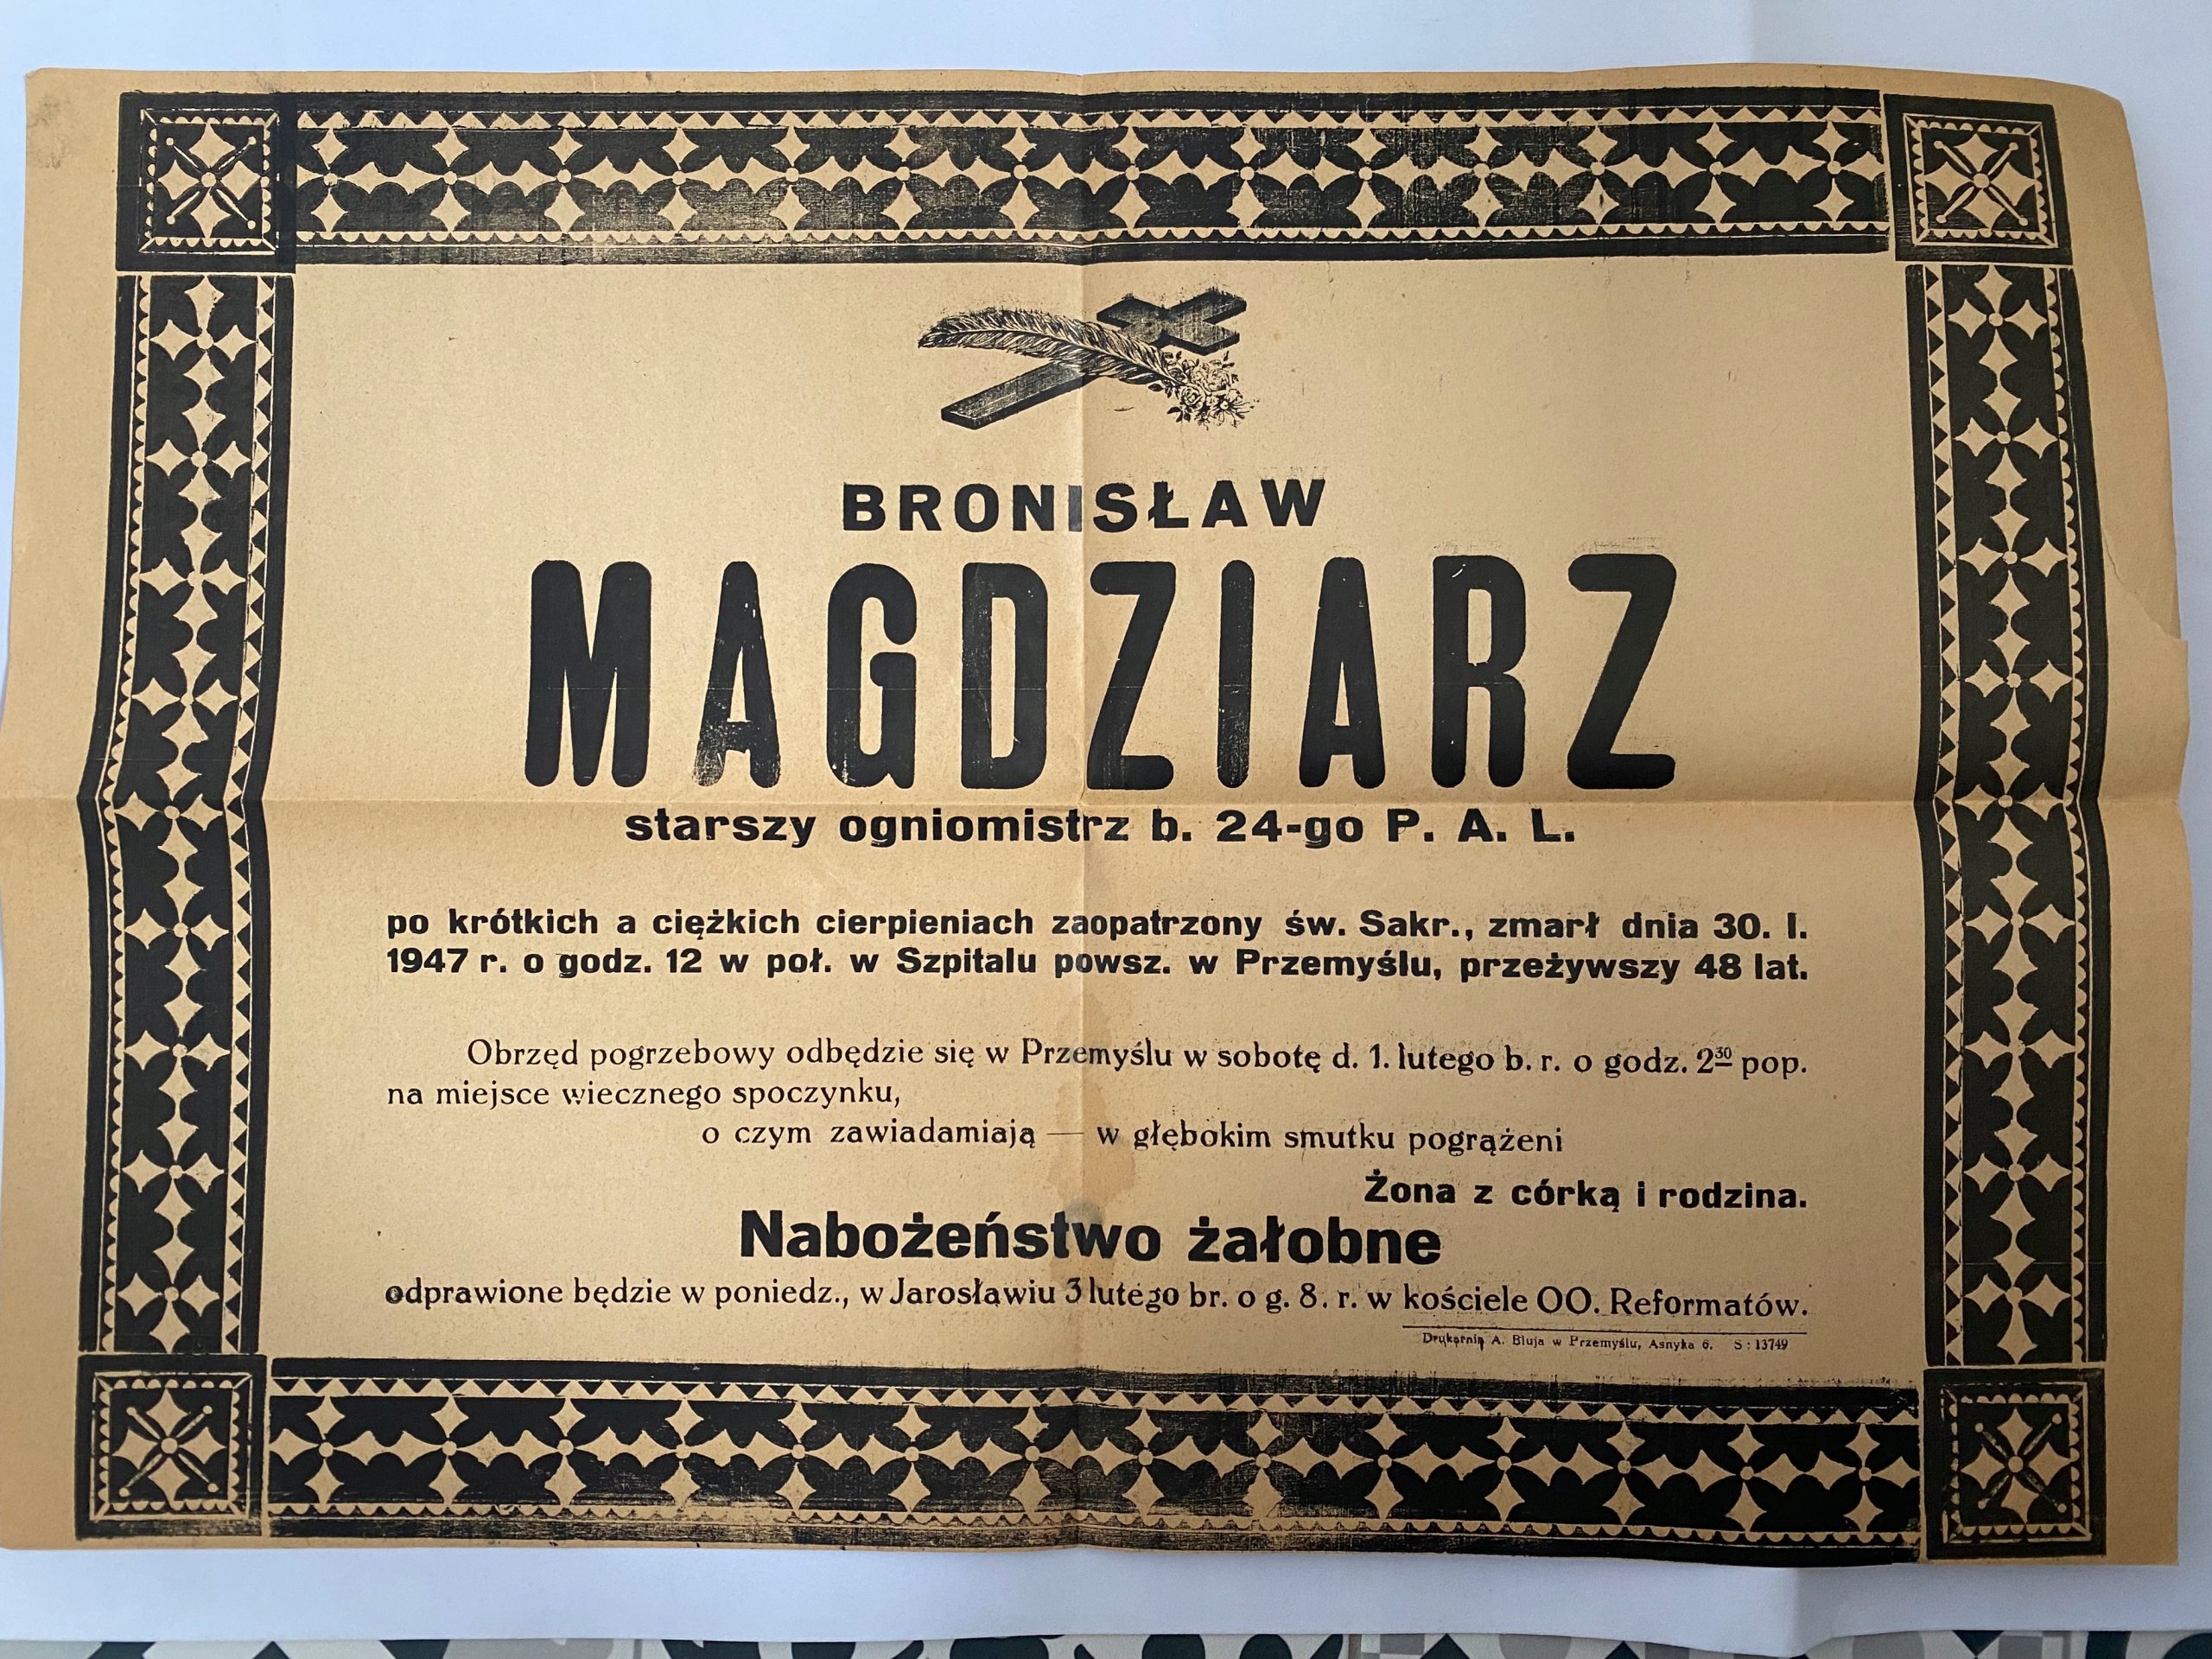 BRONISŁAW
MAGDZIARZ
starszy ogniomistrz b. 24-go P. A. L.
po krótkich a ciężkich cierpieniach zaopatrzony św. Sakr., zmarł dnia 30. I.
1947 r. o godz. 12 w poł. w Szpitalu powsz. w Przemyślu, przeżywszy 48 lat.
Obrzęd pogrzebowy odbędzie się w Przemyślu w sobotę d. 1. lutego b. r. o godz. 2³⁰ pop.
na miejsce wiecznego spoczynku,
o czym zawiadamiają — w głębokim smutku pogrążeni
Żona z córką i rodzina.
Nabożeństwo żałobne
odprawione będzie w poniedz., w Jarosławiu 3 lutego br. o g. 8. r. w kościele OO. Reformatów.
Drukarnia A. Bluja w Przemyślu, Asnyka 6. S: 13749